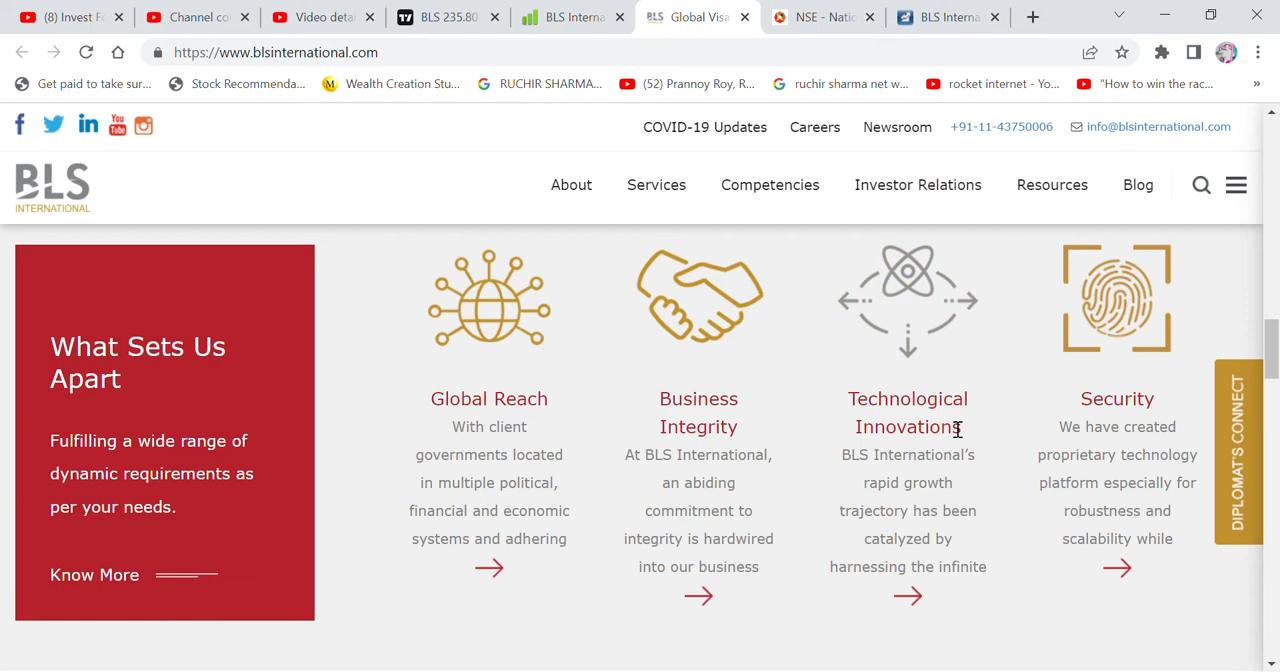 (8) Invest Fo
Channel co
Video detai
BLS 235.80
BLS Interna
BLS Global Visa
NSE - Natio
BLS Interna
https://www.blsinternational.com
Get paid to take sur...
Stock Recommenda...
M Wealth Creation Stu...
RUCHIR SHARMA...
(52) Prannoy Roy, R...
ruchir sharma net w...
rocket internet - Yo...
"How to win the rac...
»
You Tube
COVID-19 Updates
Careers
Newsroom
+91-11-43750006
info@blsinternational.com
BLS
INTERNATIONAL
About
Services
Competencies
Investor Relations
Resources
Blog
What Sets Us
Apart
Fulfilling a wide range of
dynamic requirements as
per your needs.
Know More
Global Reach
With client
governments located
in multiple political,
financial and economic
systems and adhering
Business
Integrity
At BLS International,
an abiding
commitment to
integrity is hardwired
into our business
Technological
Innovations
BLS International’s
rapid growth
trajectory has been
catalyzed by
harnessing the infinite
Security
We have created
proprietary technology
platform especially for
robustness and
scalability while
DIPLOMAT'S CONNECT